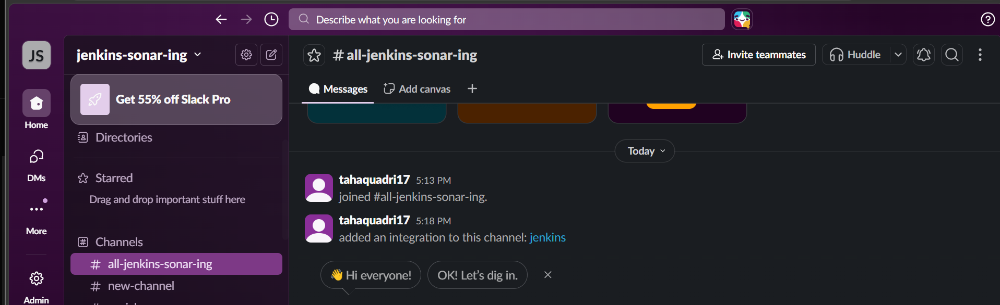 Describe what you are looking for
JS
jenkins-sonar-ing
# all-jenkins-sonar-ing
Invite teammates
Huddle
Get 55% off Slack Pro
Messages
Add canvas
Home
Directories
Today
DMs
Starred
Drag and drop important stuff here
tahaquadri17 5:13 PM
joined #all-jenkins-sonar-ing.
More
tahaquadri17 5:18 PM
added an integration to this channel: jenkins
Channels
# all-jenkins-sonar-ing
# new-channel
👋 Hi everyone!
OK! Let's dig in.
Admin